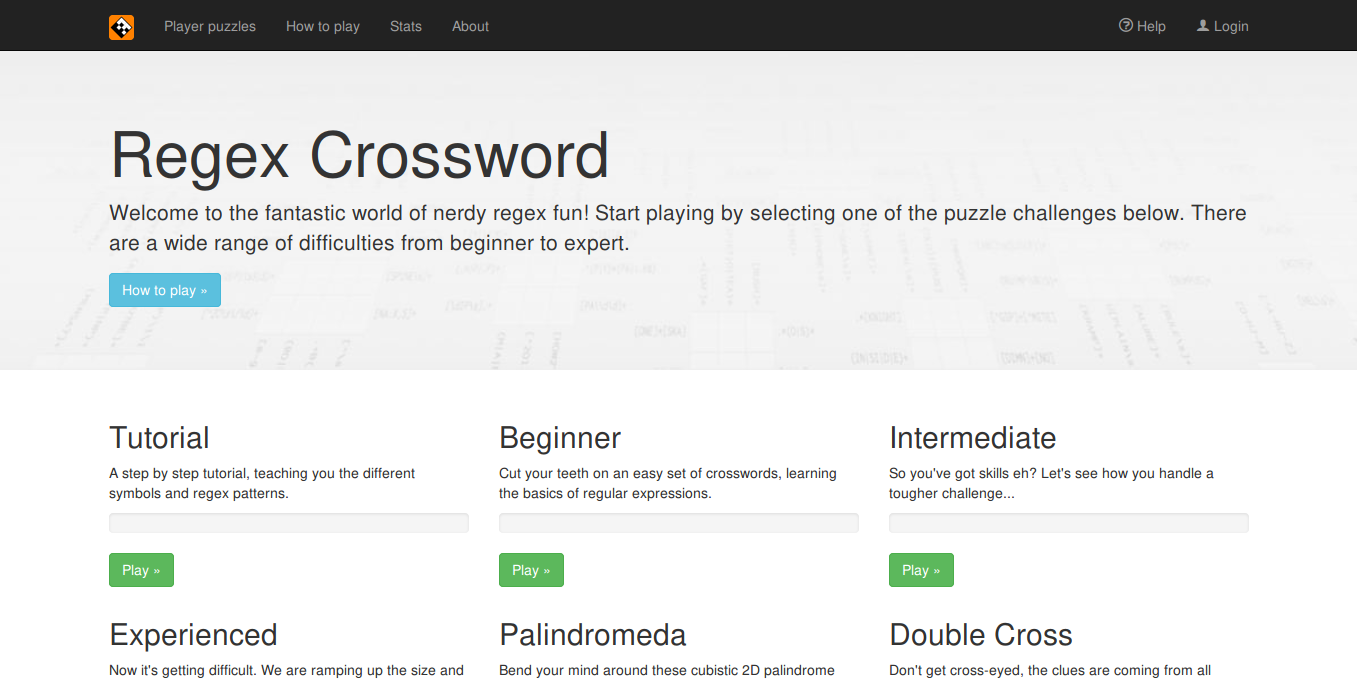 Player puzzles How to play Stats About Help Login
Regex Crossword
Welcome to the fantastic world of nerdy regex fun! Start playing by selecting one of the puzzle challenges below. There
are a wide range of difficulties from beginner to expert.
How to play »
Tutorial
A step by step tutorial, teaching you the different
symbols and regex patterns.
Play »
Beginner
Cut your teeth on an easy set of crosswords, learning
the basics of regular expressions.
Play »
Intermediate
So you've got skills eh? Let's see how you handle a
tougher challenge...
Play »
Experienced
Now it's getting difficult. We are ramping up the size and
Palindromeda
Bend your mind around these cubistic 2D palindrome
Double Cross
Don't get cross-eyed, the clues are coming from all